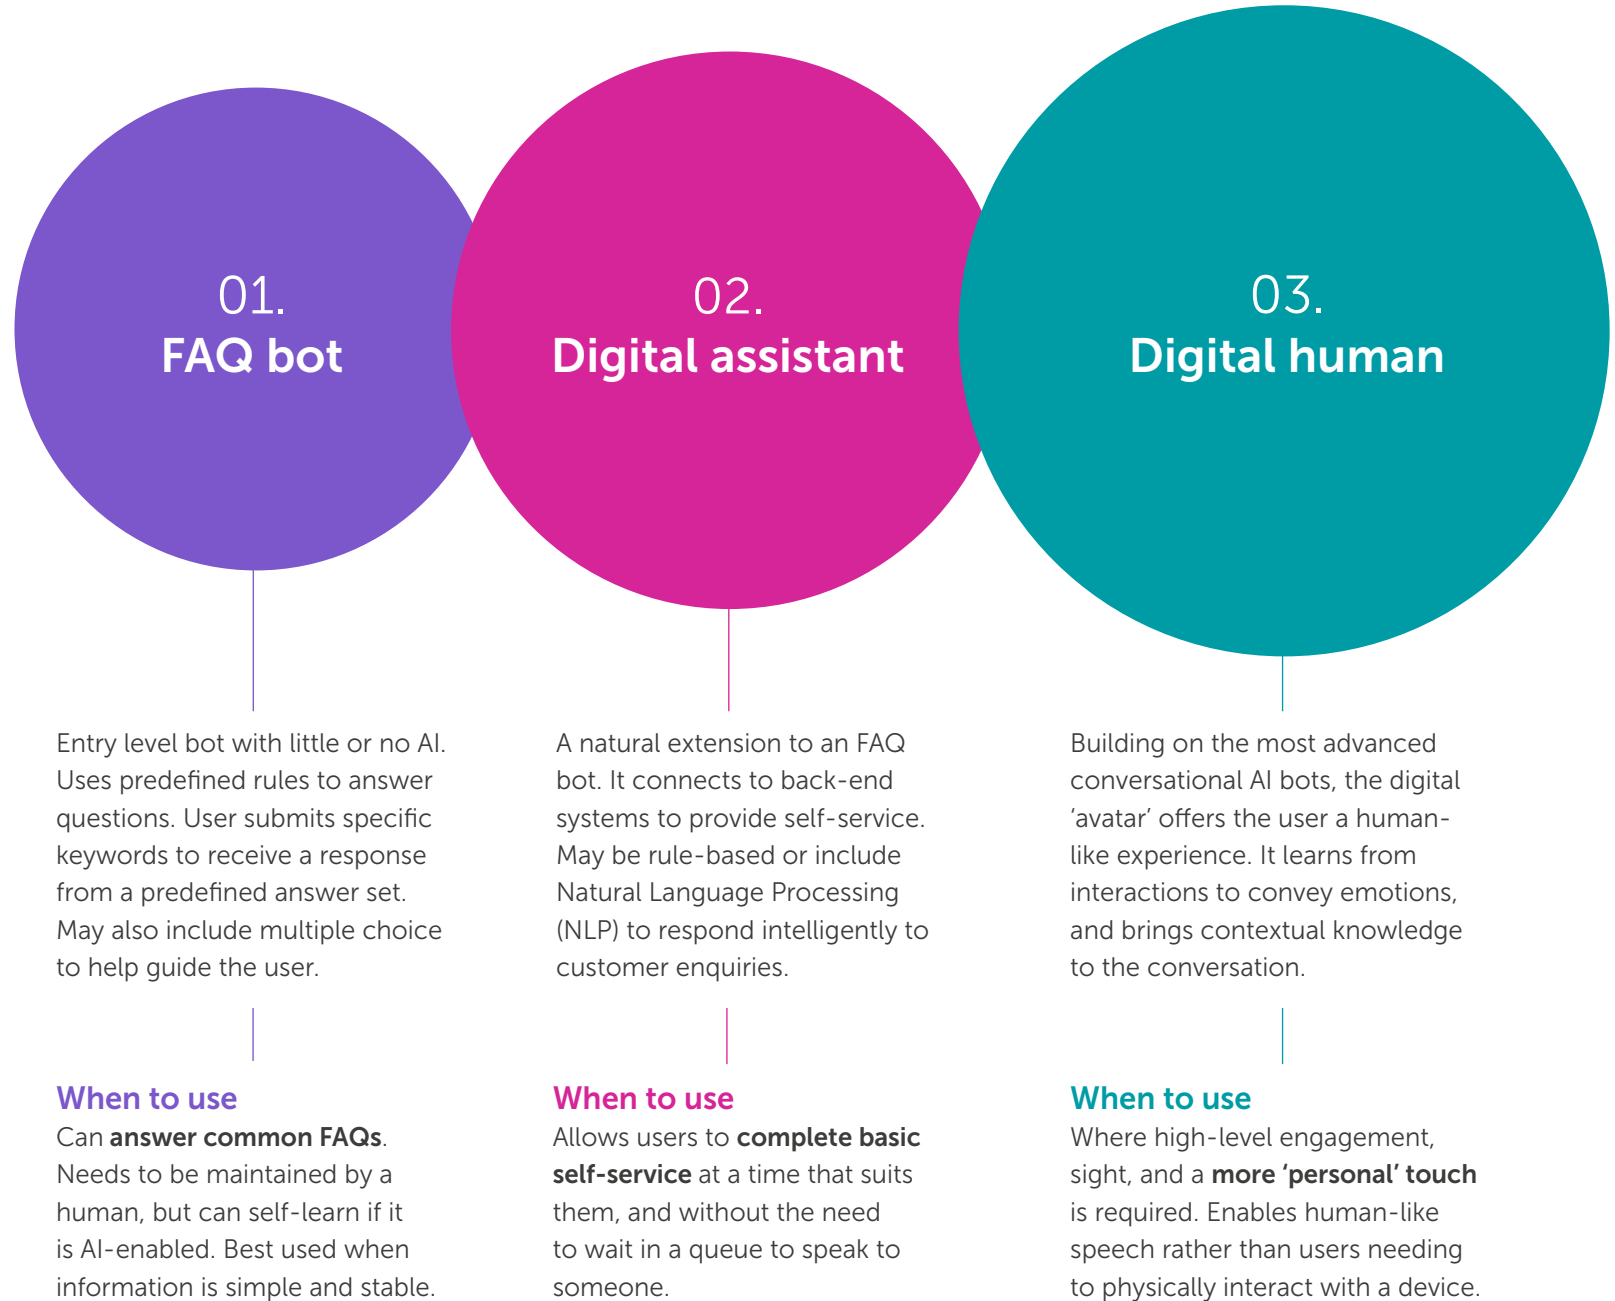 01.
FAQ bot
02.
Digital assistant
03.
Digital human
Entry level bot with little or no AI.
Uses predefined rules to answer
questions. User submits specific
keywords to receive a response
from a predefined answer set.
May also include multiple choice
to help guide the user.
When to use
Can answer common FAQs.
Needs to be maintained by a
human, but can self-learn if it
is AI-enabled. Best used when
information is simple and stable.
A natural extension to an FAQ
bot. It connects to back-end
systems to provide self-service.
May be rule-based or include
Natural Language Processing
(NLP) to respond intelligently to
customer enquiries.
When to use
Allows users to complete basic
self-service at a time that suits
them, and without the need
to wait in a queue to speak to
someone.
Building on the most advanced
conversational AI bots, the digital
‘avatar’ offers the user a human-
like experience. It learns from
interactions to convey emotions,
and brings contextual knowledge
to the conversation.
When to use
Where high-level engagement,
sight, and a more ‘personal’ touch
is required. Enables human-like
speech rather than users needing
to physically interact with a device.